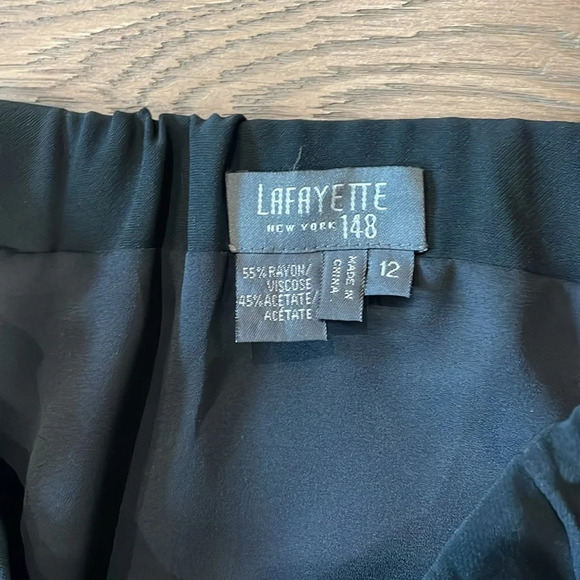 LAFAYETTE
NEW YORK 148
55% RAYON/
VISCOSE
45% ACETATE/
ACÉTATE
MADE IN
CHINA
12